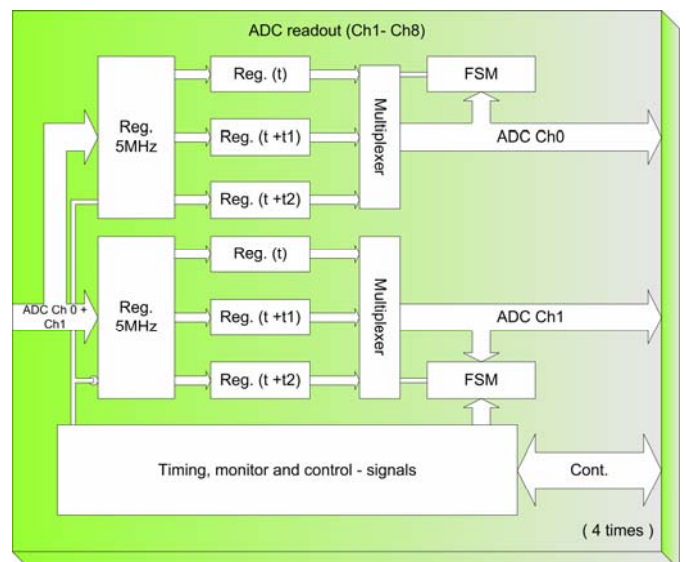 ADC readout (Ch1- Ch8)
Reg. (t)
FSM
Reg.
5MHz
Reg. (t +t1)
Multiplexer
ADC Ch0
Reg. (t +t2)
Reg. (t)
ADC Ch 0 +
Ch1
Reg.
5MHz
Reg. (t +t1)
Multiplexer
ADC Ch1
Reg. (t +t2)
FSM
Timing, monitor and control - signals
Cont.
( 4 times )